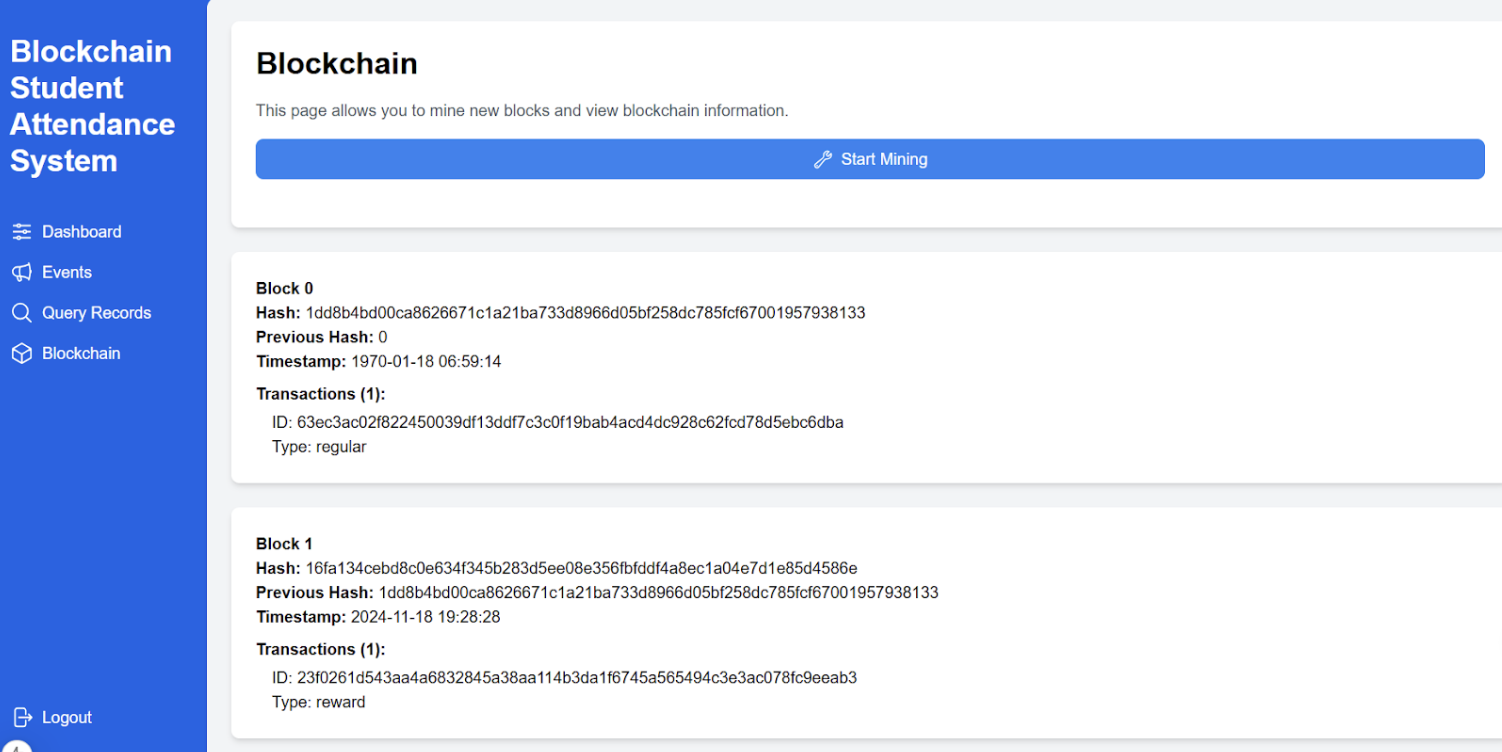 Blockchain
Student
Attendance
System
Dashboard
Events
Query Records
Blockchain
Logout
Blockchain
This page allows you to mine new blocks and view blockchain information.
Start Mining
Block 0
Hash: 1dd8b4bd00ca8626671c1a21ba733d8966d05bf258dc785fcf67001957938133
Previous Hash: 0
Timestamp: 1970-01-18 06:59:14
Transactions (1):
ID: 63ec3ac02f822450039df13ddf7c3c0f19bab4acd4dc928c62fcd78d5ebc6dba
Type: regular
Block 1
Hash: 16fa134cebd8c0e634f345b283d5ee08e356fbfddf4a8ec1a04e7d1e85d4586e
Previous Hash: 1dd8b4bd00ca8626671c1a21ba733d8966d05bf258dc785fcf67001957938133
Timestamp: 2024-11-18 19:28:28
Transactions (1):
ID: 23f0261d543aa4a6832845a38aa114b3da1f6745a565494c3e3ac078fc9eeab3
Type: reward